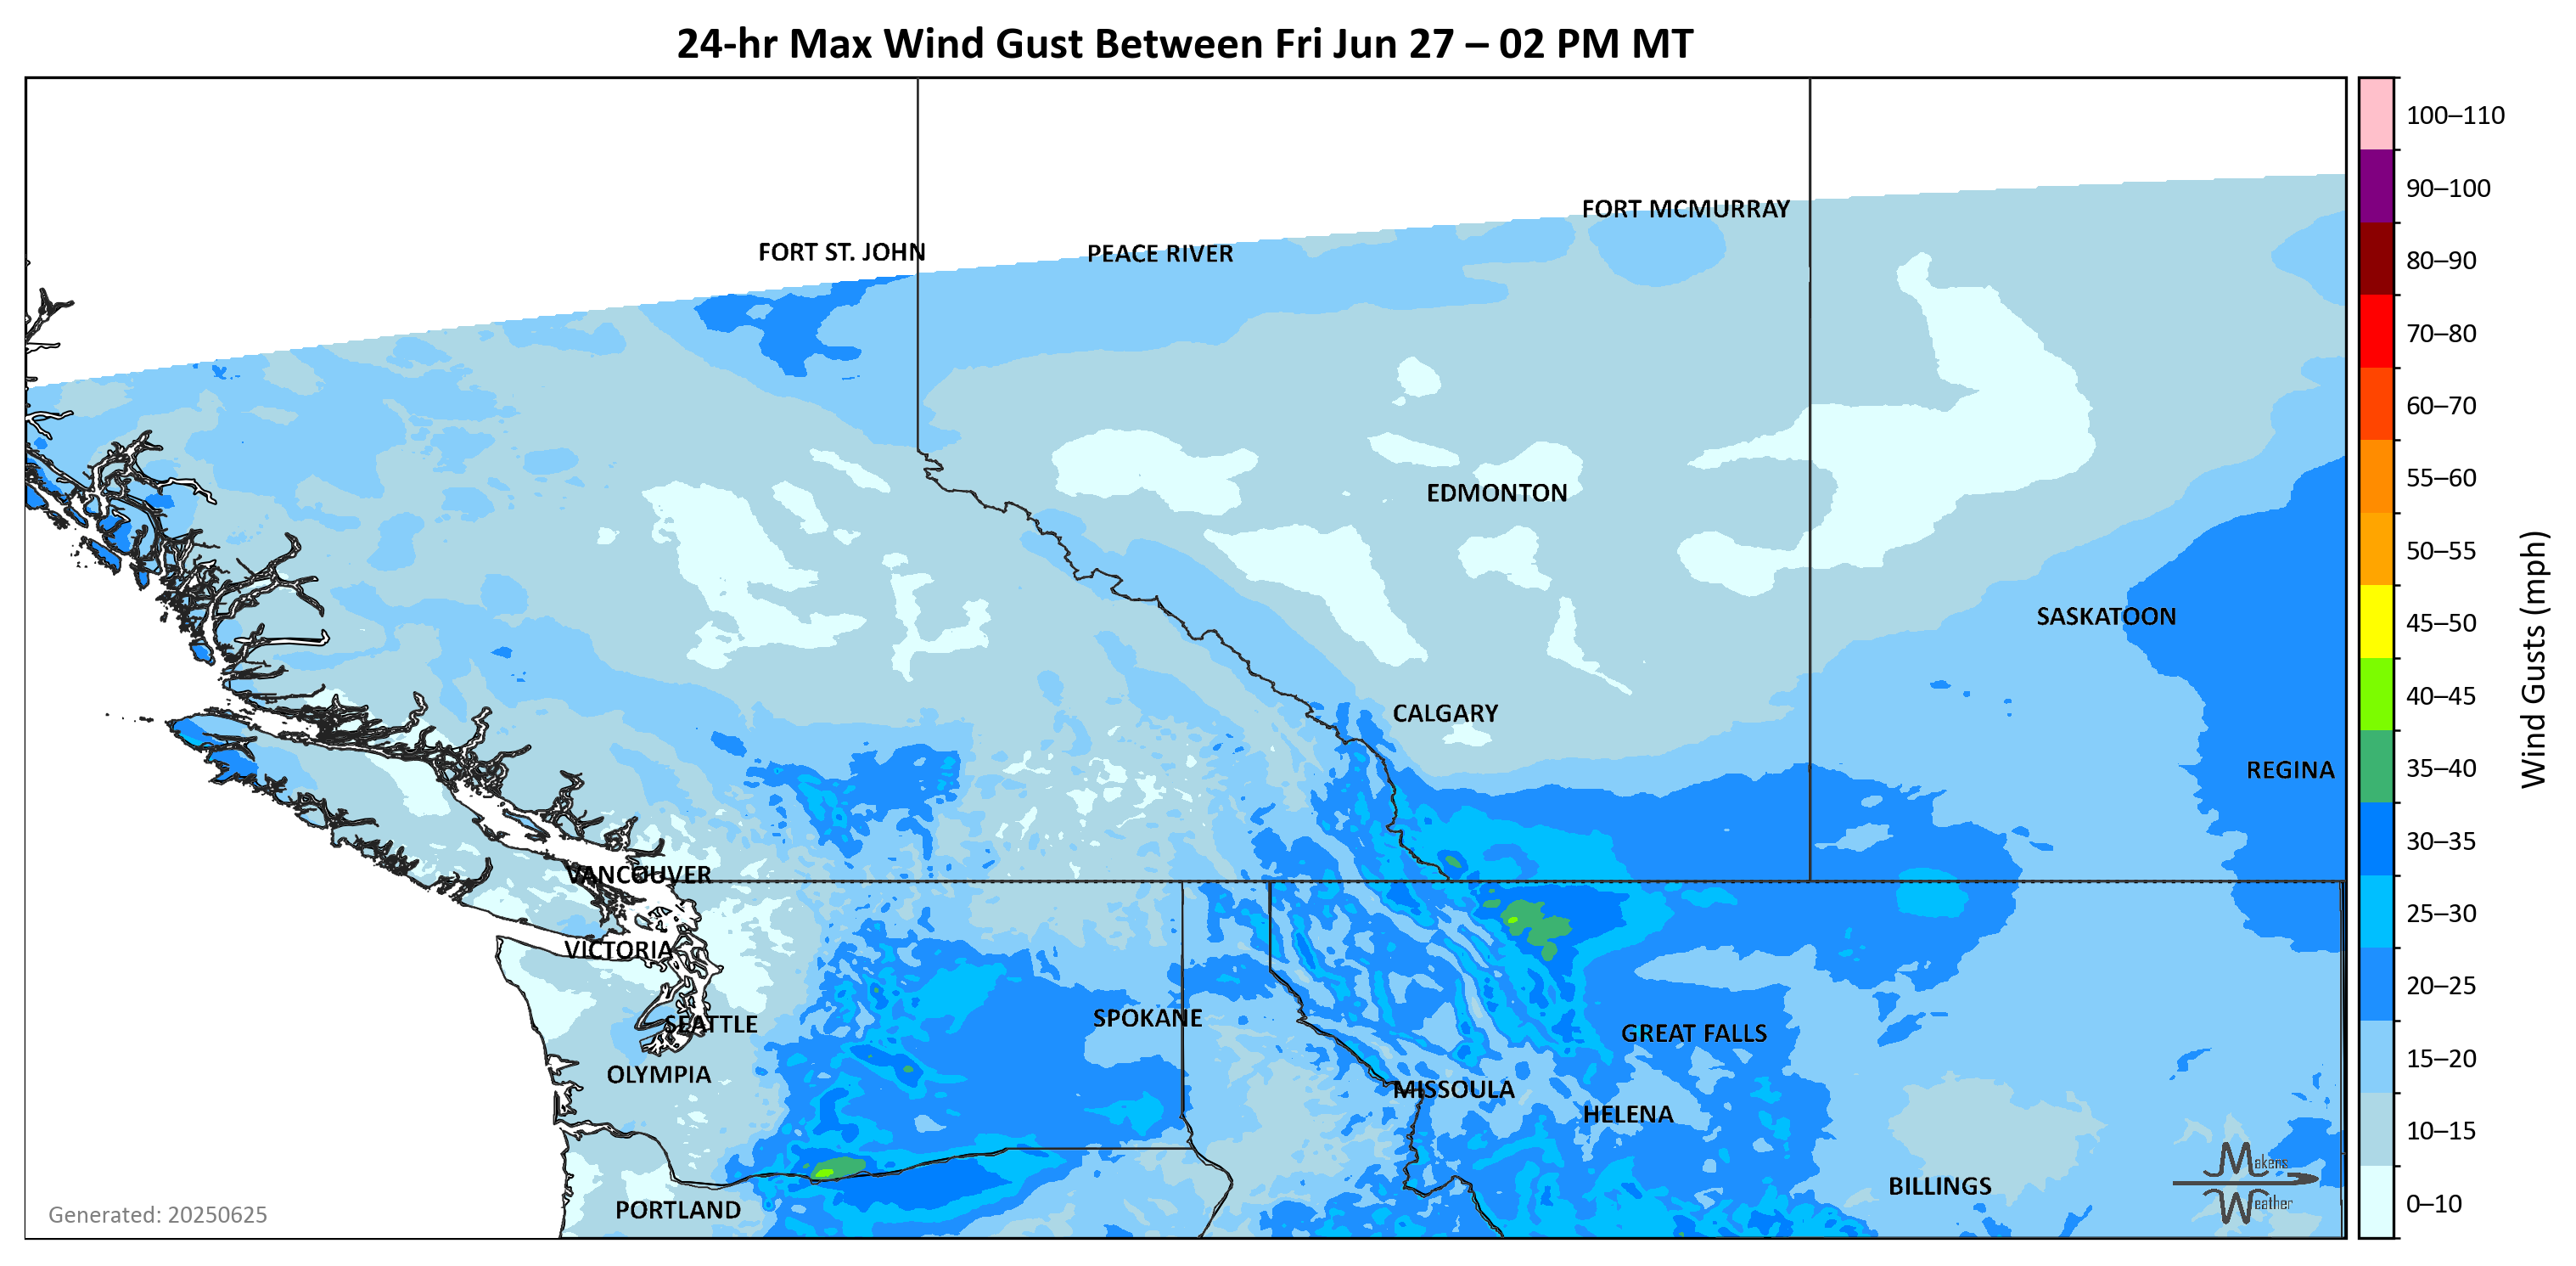 24-hr Max Wind Gust Between Fri Jun 27 – 02 PM MT
100–110
90–100
80–90
70–80
60–70
55–60
50–55
45–50
40–45
35–40
30–35
25–30
20–25
15–20
10–15
0–10
Wind Gusts (mph)
FORT MCMURRAY
FORT ST. JOHN
PEACE RIVER
EDMONTON
SASKATOON
CALGARY
REGINA
VANCOUVER
VICTORIA
SPOKANE
SEATTLE
GREAT FALLS
OLYMPIA
MISSOULA
HELENA
BILLINGS
PORTLAND
Makens
Weather
Generated: 20250625